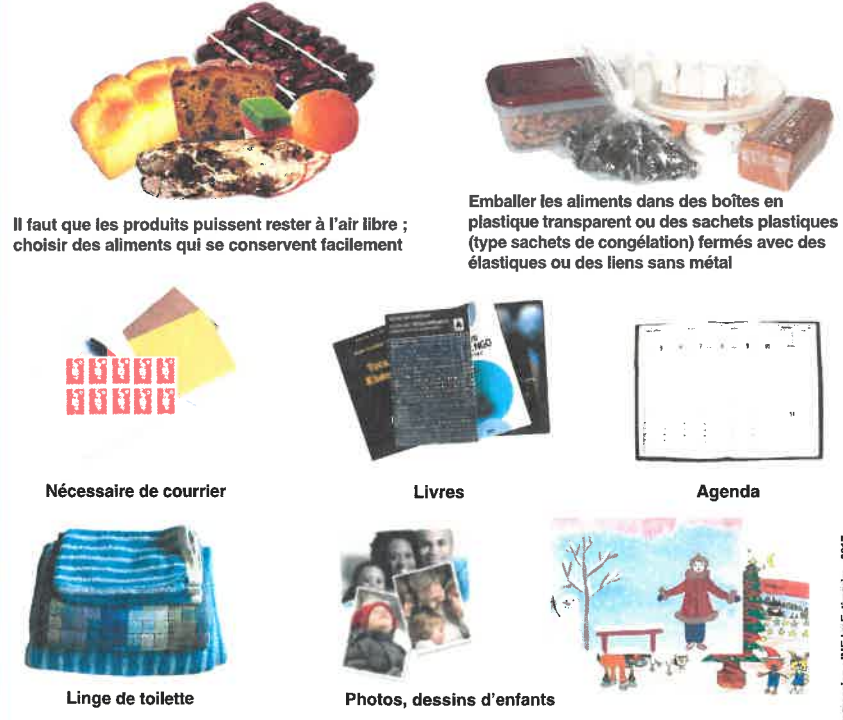 Il faut que les produits puissent rester à l'air libre ;
choisir des aliments qui se conservent facilement
Emballer les aliments dans des boîtes en
plastique transparent ou des sachets plastiques
(type sachets de congélation) fermés avec des
élastiques ou des liens sans métal
Nécessaire de courrier
Livres
Agenda
Linge de toilette
Photos, dessins d'enfants